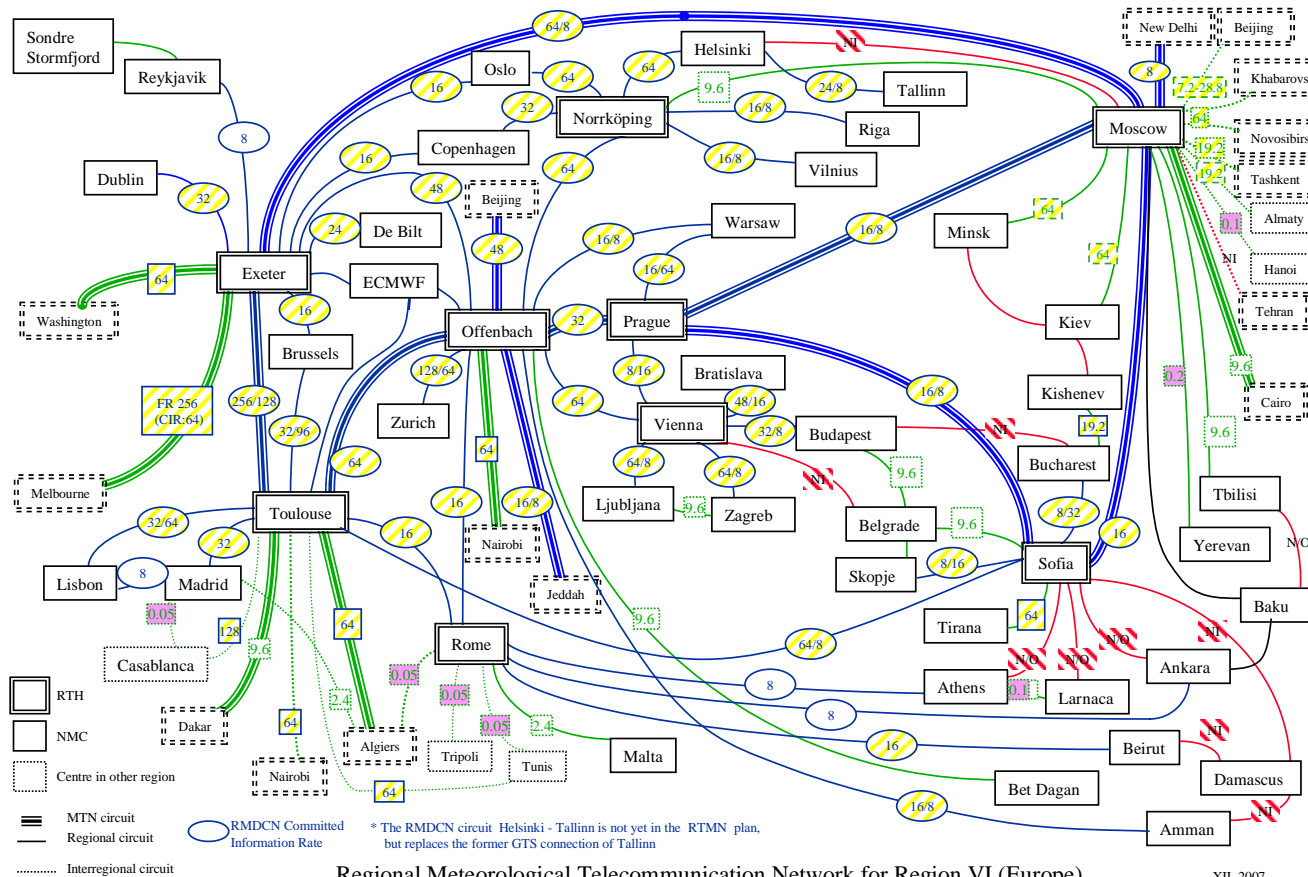 Sondre
Stormfjord
Reykjavik
Oslo
Helsinki
New Delhi
Beijing
64/8
64
64
NI
8
7.2-28.8
Khabarovs
16
9.6
24/8
Tallinn
32
Norrköping
16/8
Riga
Moscow
64
Novosibirs
8
Copenhagen
16
16/8
Vilnius
19.2
19.2
Tashkent
Dublin
32
48
64
Beijing
64
Almaty
0.1
24
De Bilt
48
Warsaw
16/8
16/8
Minsk
64
NI
Hanoi
Exeter
64
ECMWF
16/64
Tehran
Washington
16
Offenbach
32
Prague
Kiev
Brussels
128/64
8/16
Bratislava
0.2
9.6
FR 256
(CIR:64)
256/128
Zurich
64
48/16
16/8
Kishenev
Cairo
Vienna
32/8
Budapest
NI
19.2
9.6
32/96
64
64
64/8
64/8
NI
9.6
Bucharest
Melbourne
Ljubljana
9.6
Zagreb
Tbilisi
Toulouse
16
16/8
Belgrade
9.6
8/32
16
32/64
32
16
Nairobi
Yerevan
N/O
Lisbon
8
Madrid
Skopje
8/16
Sofia
Jeddah
Baku
0.05
128
64
9.6
Tirana
64
NI
Casablanca
9.6
Rome
64/8
N/O
N/O
N/O
Ankara
0.05
8
Athens
0.1
Larnaca
RTH
2.4
0.05
8
Dakar
64
0.05
2.4
16
Beirut
NI
NMC
Algiers
Tripoli
Malta
Tunis
Centre in other region
Nairobi
64
Bet Dagan
Damascus
16/8
NI
Amman
MTN circuit
Regional circuit
Interregional circuit
RMDCN Committed
Information Rate
* The RMDCN circuit Helsinki - Tallinn is not yet in the RTMN plan,
but replaces the former GTS connection of Tallinn
Regional Meteorological Telecommunication Network for Region VI (Europe)
XII. 2007